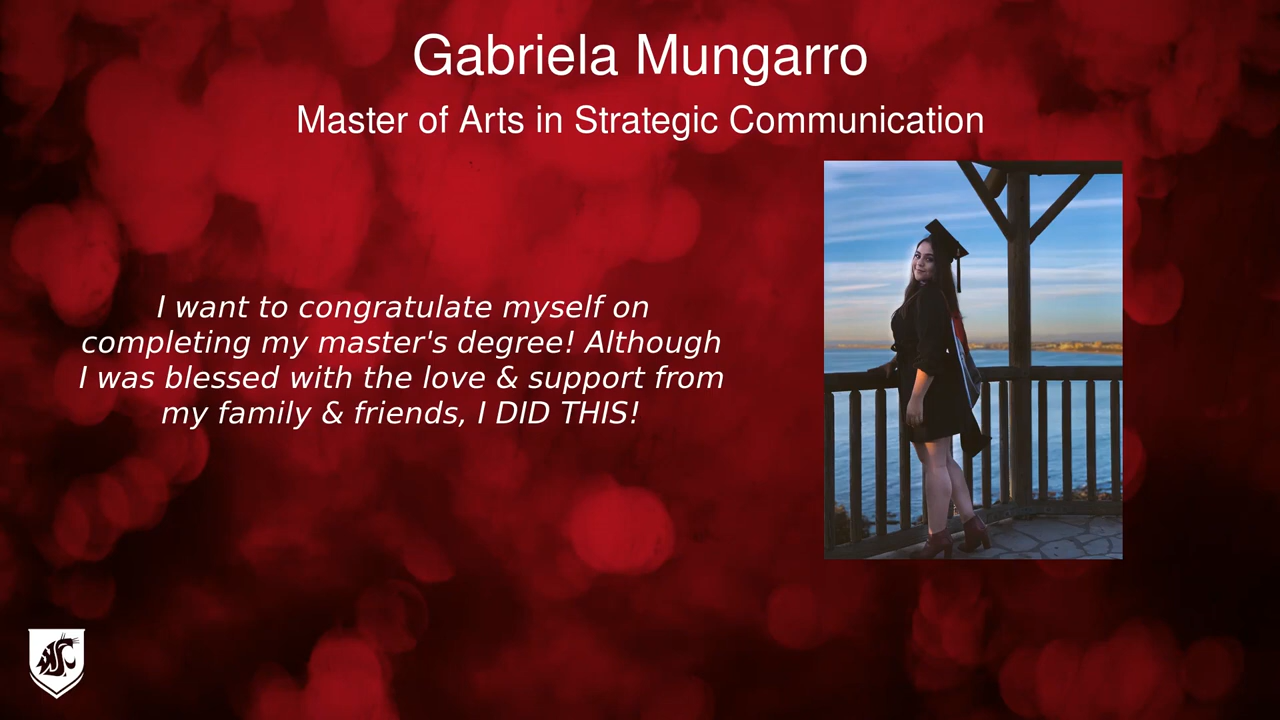 Gabriela Mungarro
Master of Arts in Strategic Communication
I want to congratulate myself on
completing my master's degree! Although
I was blessed with the love & support from
my family & friends, I DID THIS!